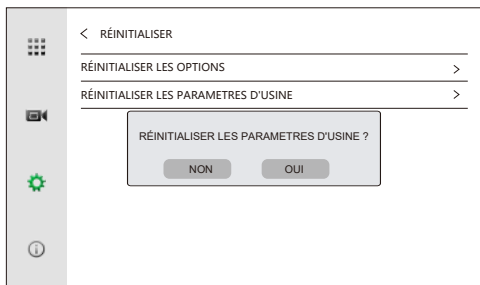 RÉINITIALISER
RÉINITIALISER LES OPTIONS
RÉINITIALISER LES PARAMETRES D'USINE
RÉINITIALISER LES PARAMETRES D'USINE ?
NON OUI